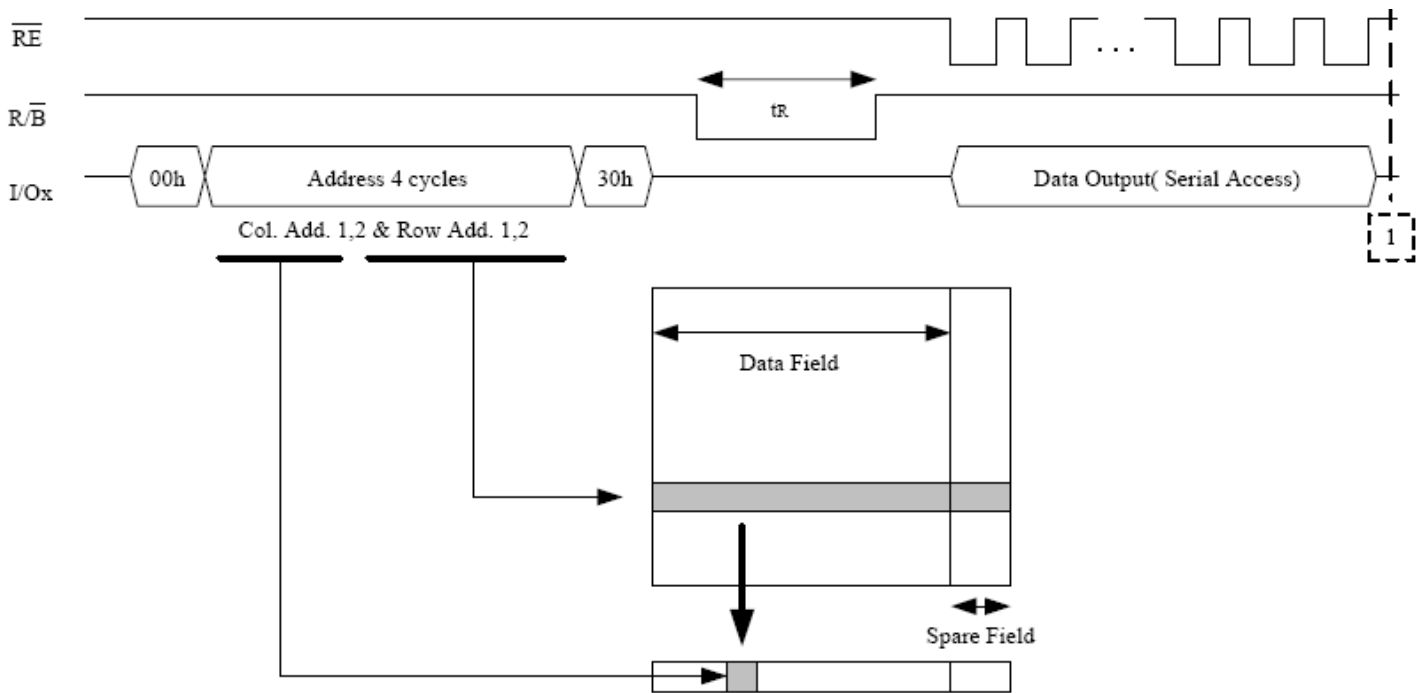 R̅E̅
R/B̅
tR
I/Ox
00h
Address 4 cycles
30h
Data Output( Serial Access)
Col. Add. 1,2 & Row Add. 1,2
1
Data Field
Spare Field